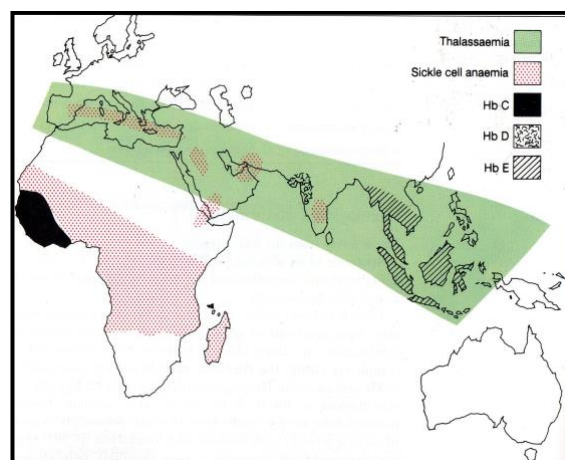 Thalassaemia
Sickle cell anaemia
Hb C
Hb D
Hb E